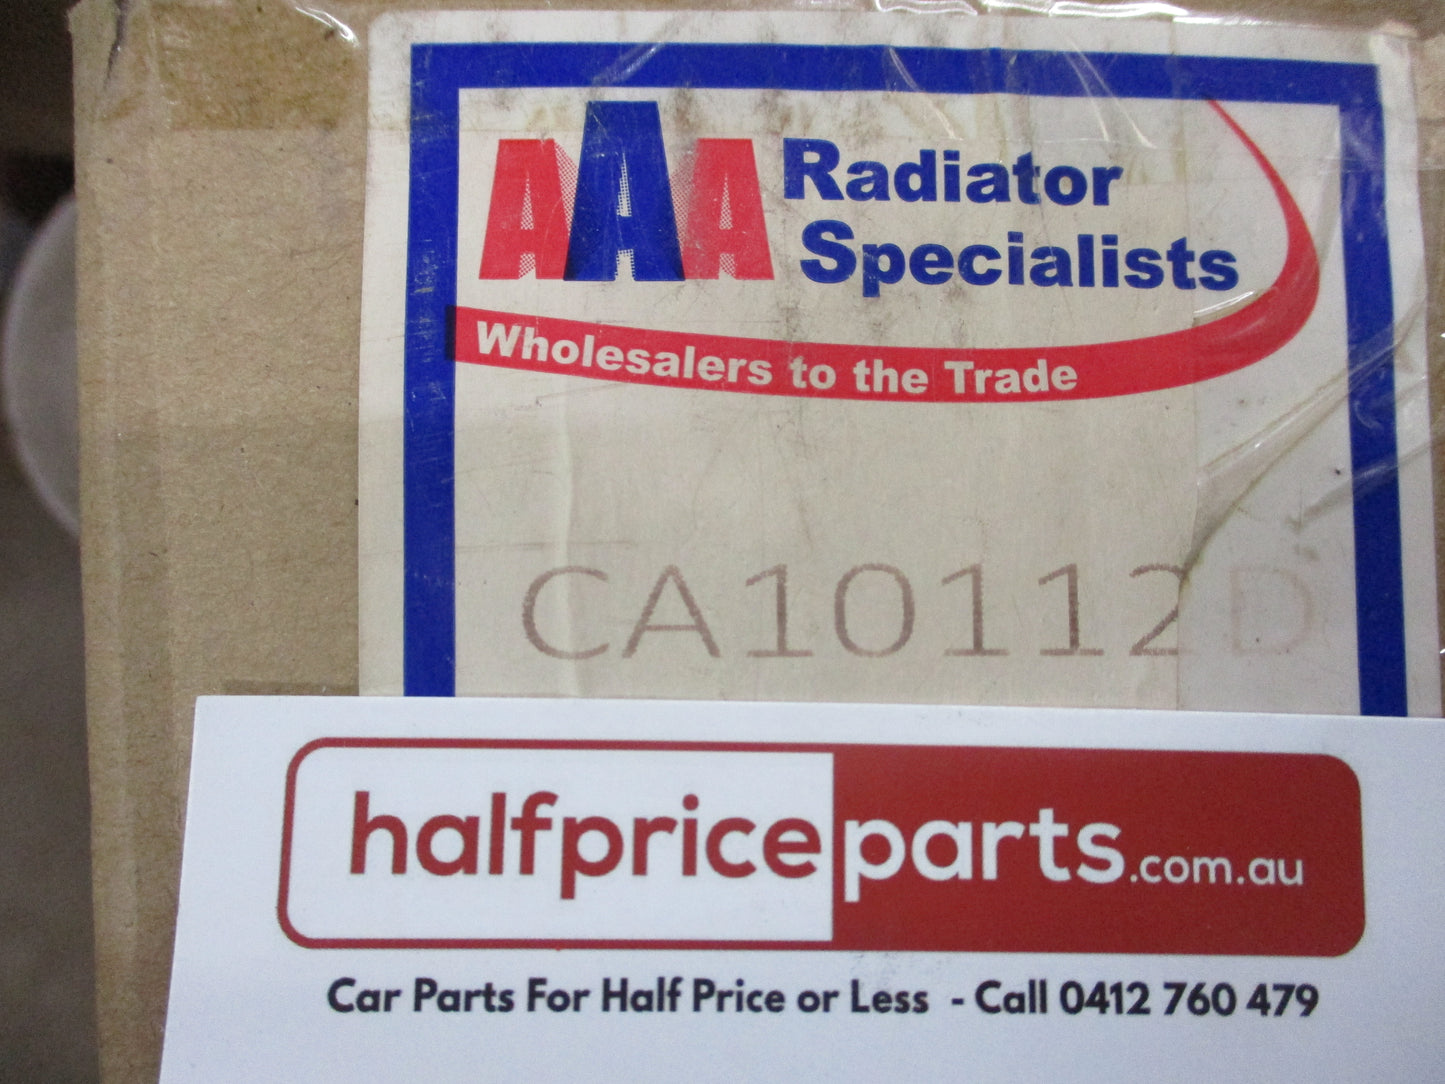 AAA Radiator
Specialists
Wholesalers to the Trade
CA10112D
halfpriceparts.com.au
Car Parts For Half Price or Less - Call 0412 760 479